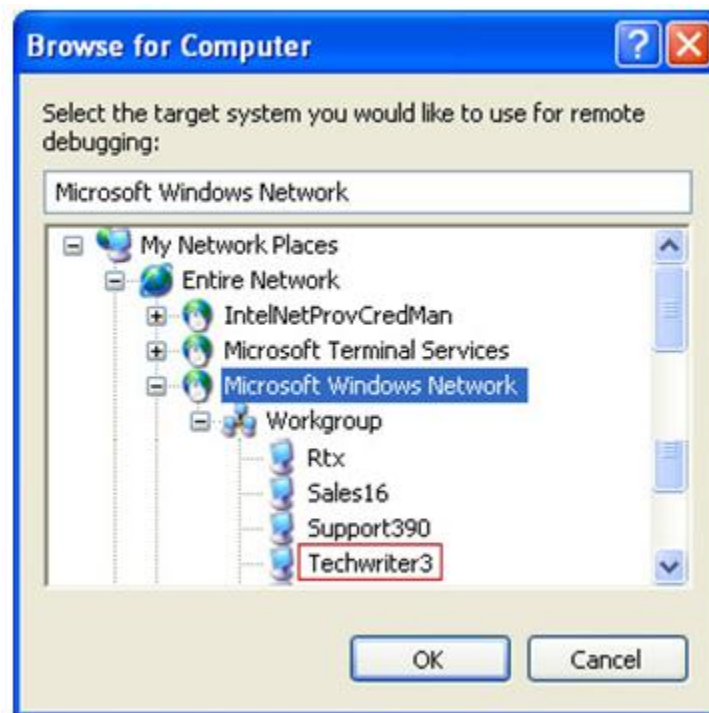 Browse for Computer
Select the target system you would like to use for remote
debugging:
Microsoft Windows Network
My Network Places
Entire Network
IntelNetProvCredMan
Microsoft Terminal Services
Microsoft Windows Network
Workgroup
Rtx
Sales16
Support390
Techwriter3
OK
Cancel